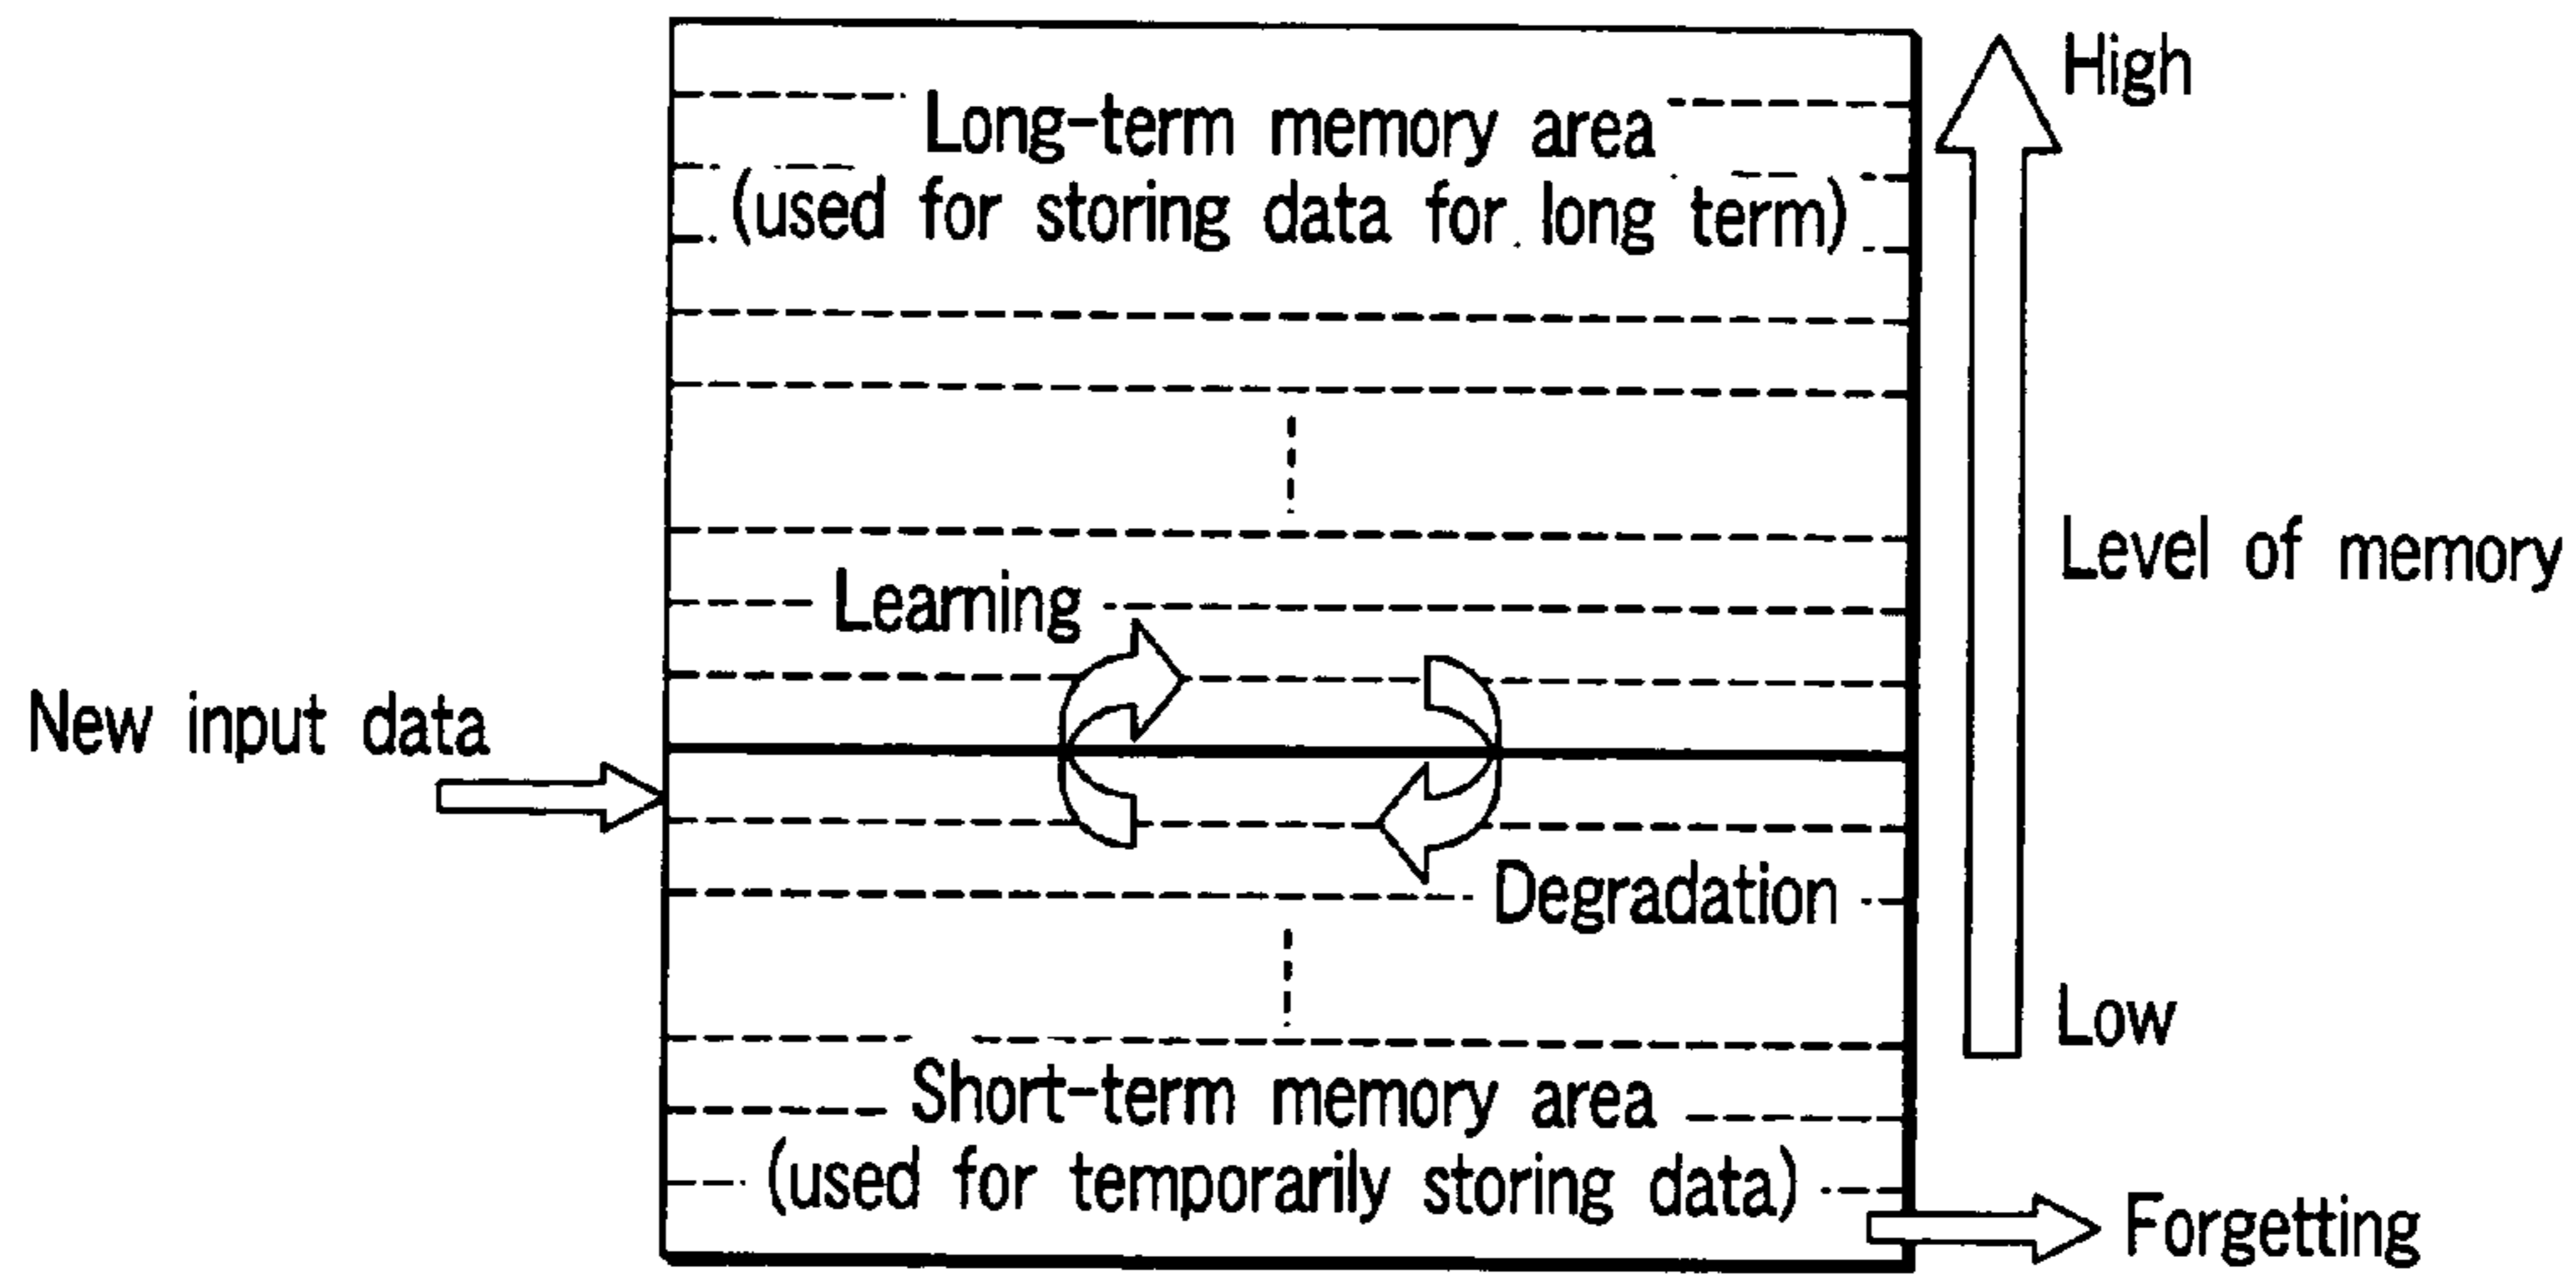 High
Long-term memory area
(used for storing data for long term)
Level of memory
Learning
New input data
Degradation
Low
Short-term memory area
(used for temporarily storing data)
Forgetting